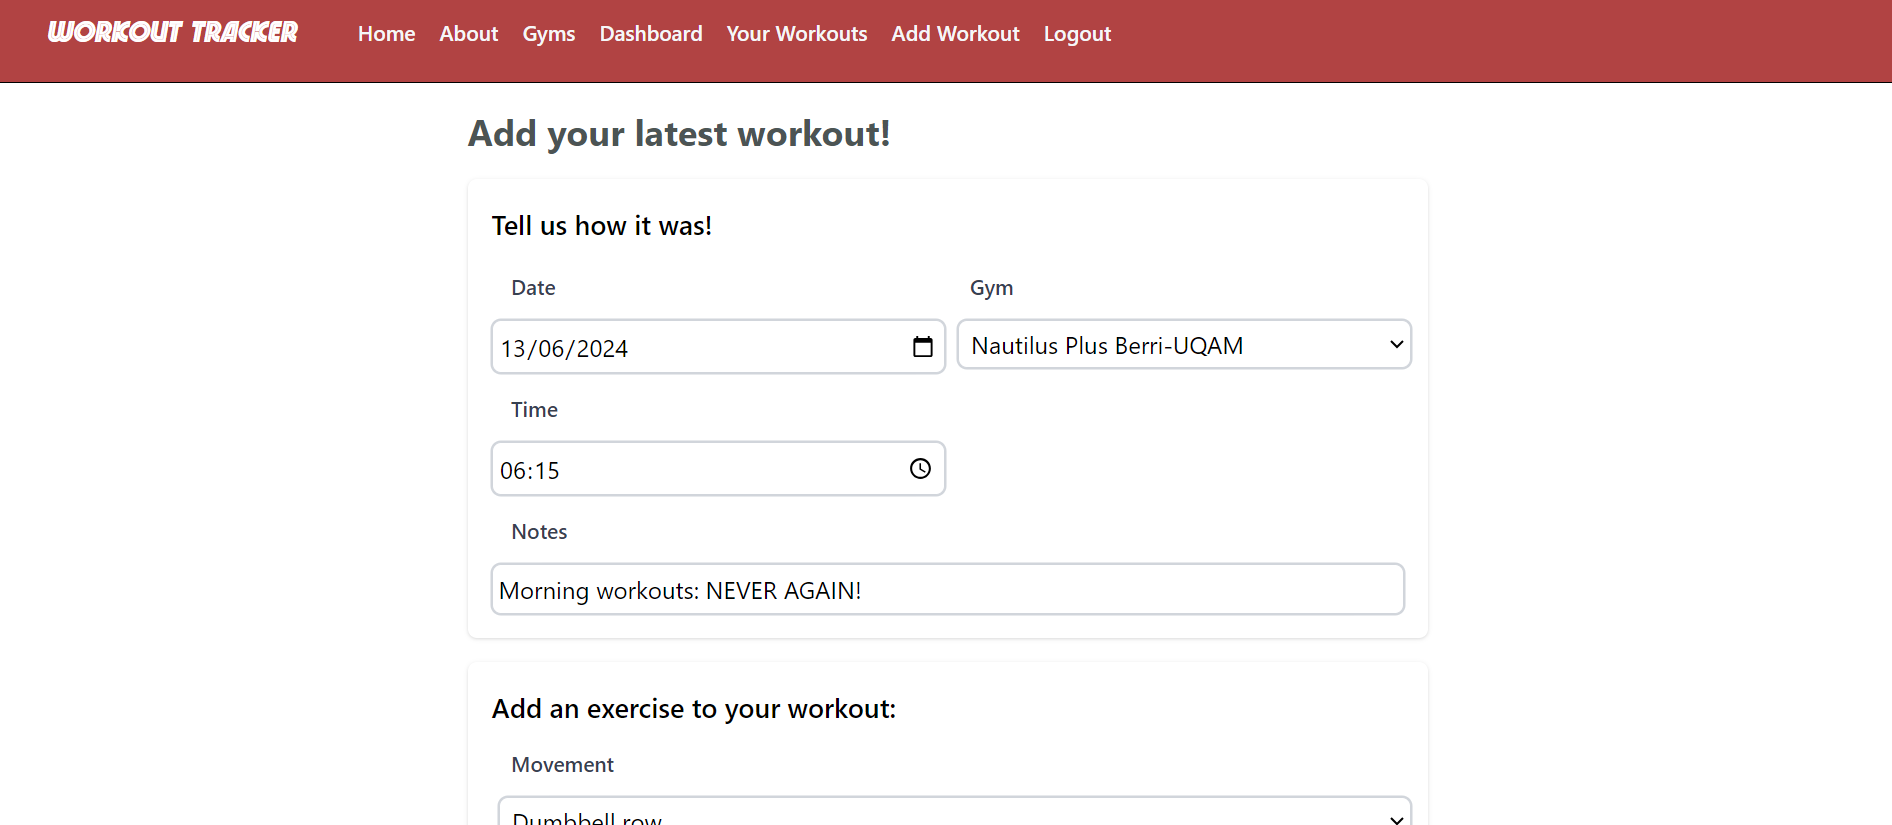 WORKOUT TRACKER Home About Gyms Dashboard Your Workouts Add Workout Logout
Add your latest workout!
Tell us how it was!
Date Gym
13/06/2024 Nautilus Plus Berri-UQAM
Time
06:15
Notes
Morning workouts: NEVER AGAIN!
Add an exercise to your workout:
Movement
Dumbbell row